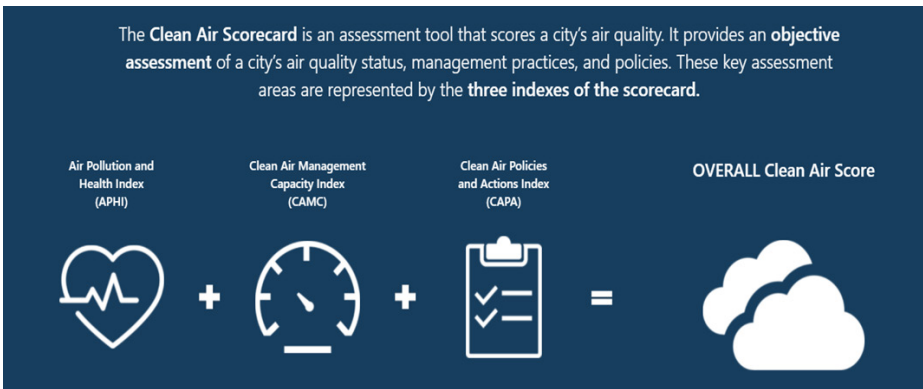 The Clean Air Scorecard is an assessment tool that scores a city's air quality. It provides an objective
assessment of a city's air quality status, management practices, and policies. These key assessment
areas are represented by the three indexes of the scorecard.
Air Pollution and
Health Index
(APHI)
Clean Air Management
Capacity Index
(CAMC)
Clean Air Policies
and Actions Index
(CAPA)
OVERALL Clean Air Score
+
+
=